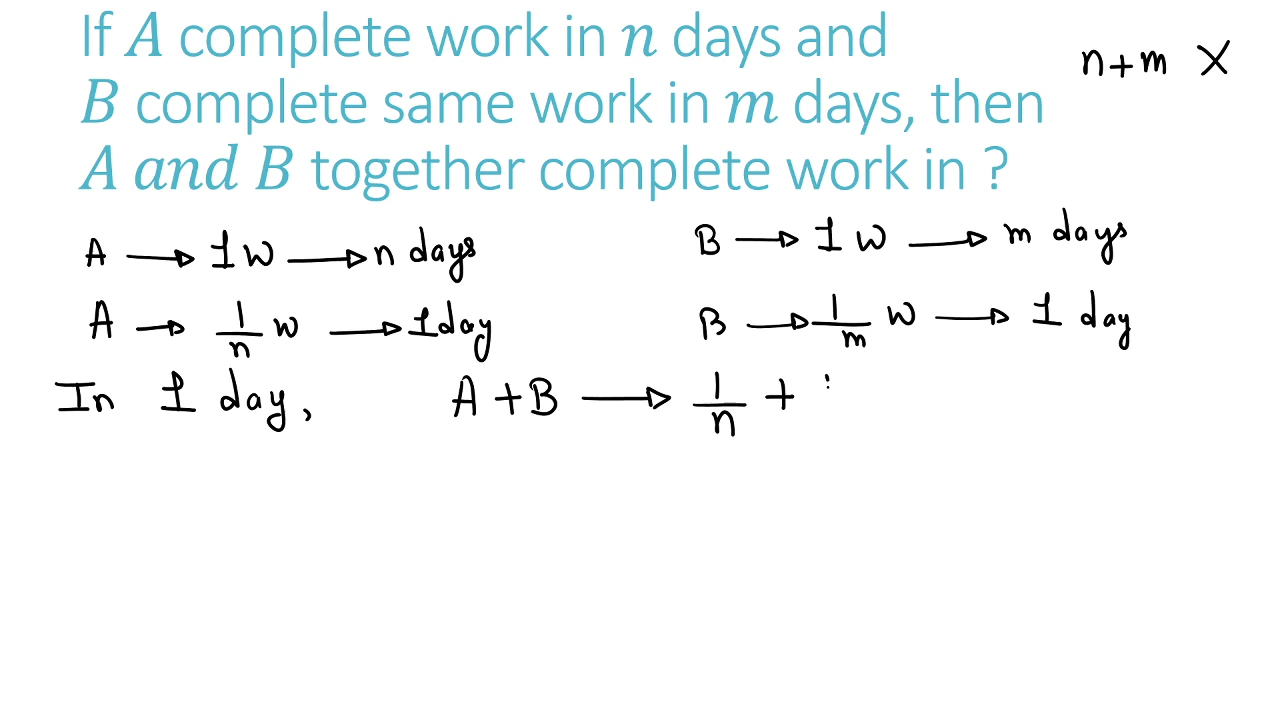 If A complete work in n days and
B complete same work in m days, then
A and B together complete work in ?
n+m X
A → 1 W → n days
B → 1 W → m days
A → 1/n W → 1 day
B → 1/m W → 1 day
In 1 day, A+B → 1/n +